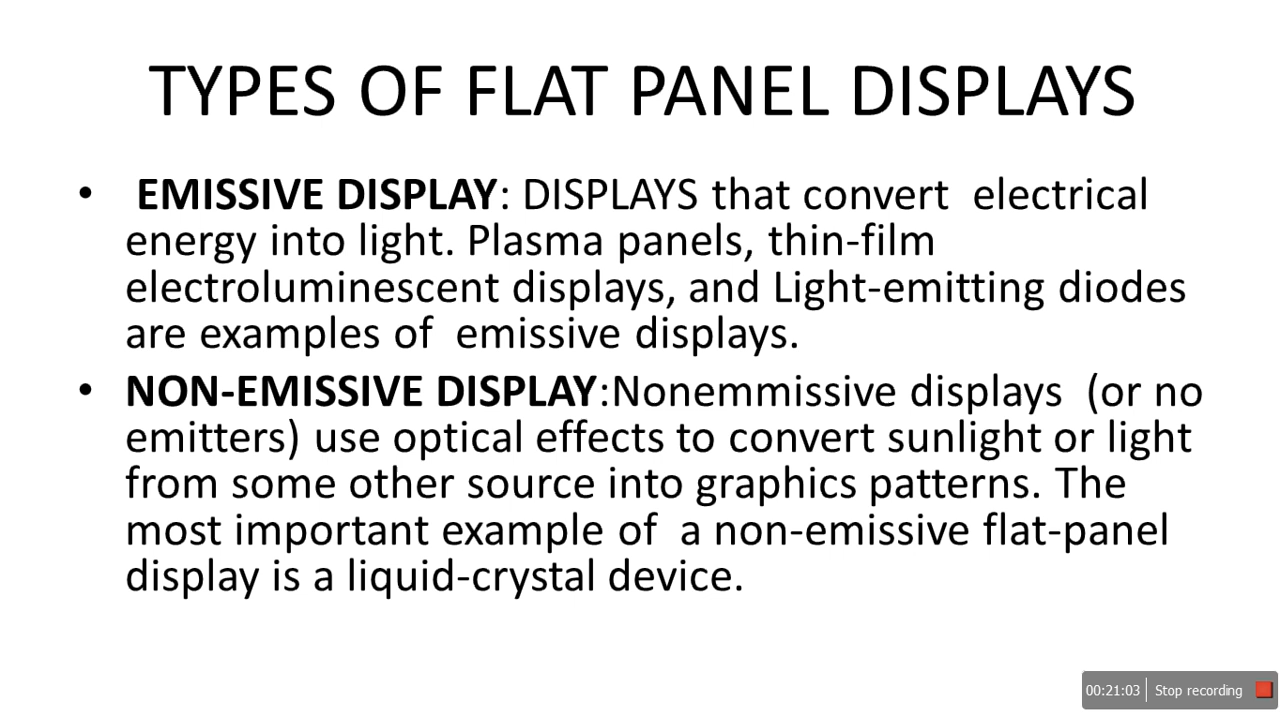 TYPES OF FLAT PANEL DISPLAYS
• EMISSIVE DISPLAY: DISPLAYS that convert  electrical
energy into light. Plasma panels, thin-film
electroluminescent displays, and Light-emitting diodes
are examples of  emissive displays.
• NON-EMISSIVE DISPLAY:Nonemmissive displays  (or no
emitters) use optical effects to convert sunlight or light
from some other source into graphics patterns. The
most important example of  a non-emissive flat-panel
display is a liquid-crystal device.
00:21:03 Stop recording